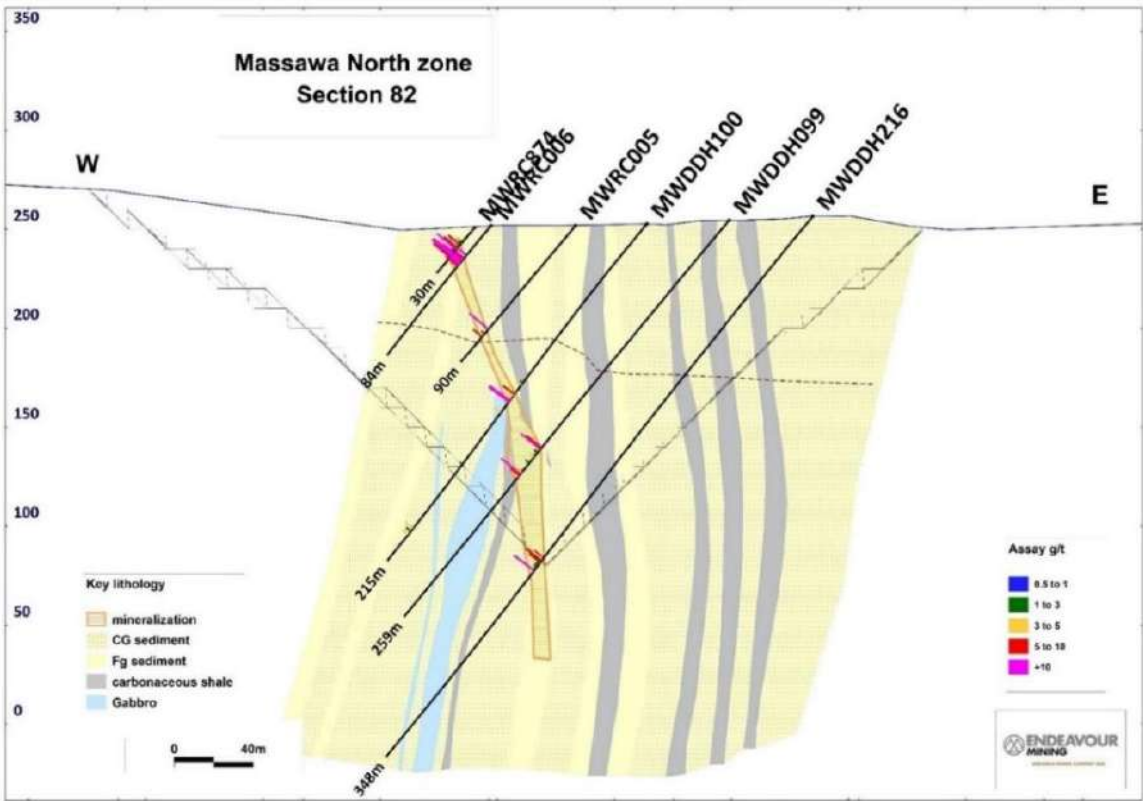 350
Massawa North zone
Section 82
300
W
MWRC874
MWRC006
MWRC005
MWDDH100
MWDDH099
MWDDH216
E
250
30m
200
84m
90m
150
100
215m
259m
348m
Key lithology
mineralization
CG sediment
Fg sediment
carbonaceous shale
Gabbro
50
0
0 40m
Assay g/t
0.5 to 1
1 to 3
3 to 5
5 to 10
+10
ENDEAVOUR
MINING